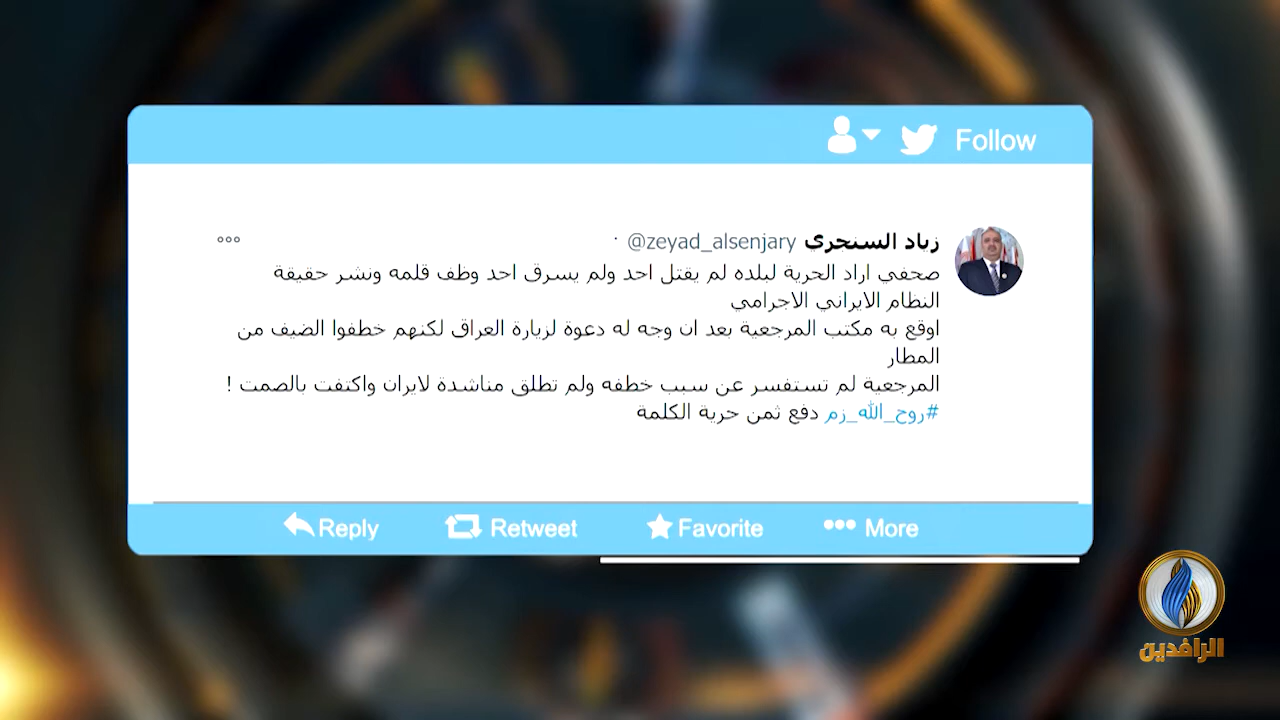 Follow
زياد السنجري @zeyad_alsenjary ·
صحفي اراد الحرية لبلده لم يقتل احد ولم يسرق احد وظف قلمه ونشر حقيقة
النظام الايراني الاجرامي
اوقع به مكتب المرجعية بعد ان وجه له دعوة لزيارة العراق لكنهم خطفوا الضيف من
المطار
المرجعية لم تستفسر عن سبب خطفه ولم تطلق مناشدة لايران واكتفت بالصمت !
#روح_الله_زم دفع ثمن حرية الكلمة
Reply Retweet Favorite More
الرافدين